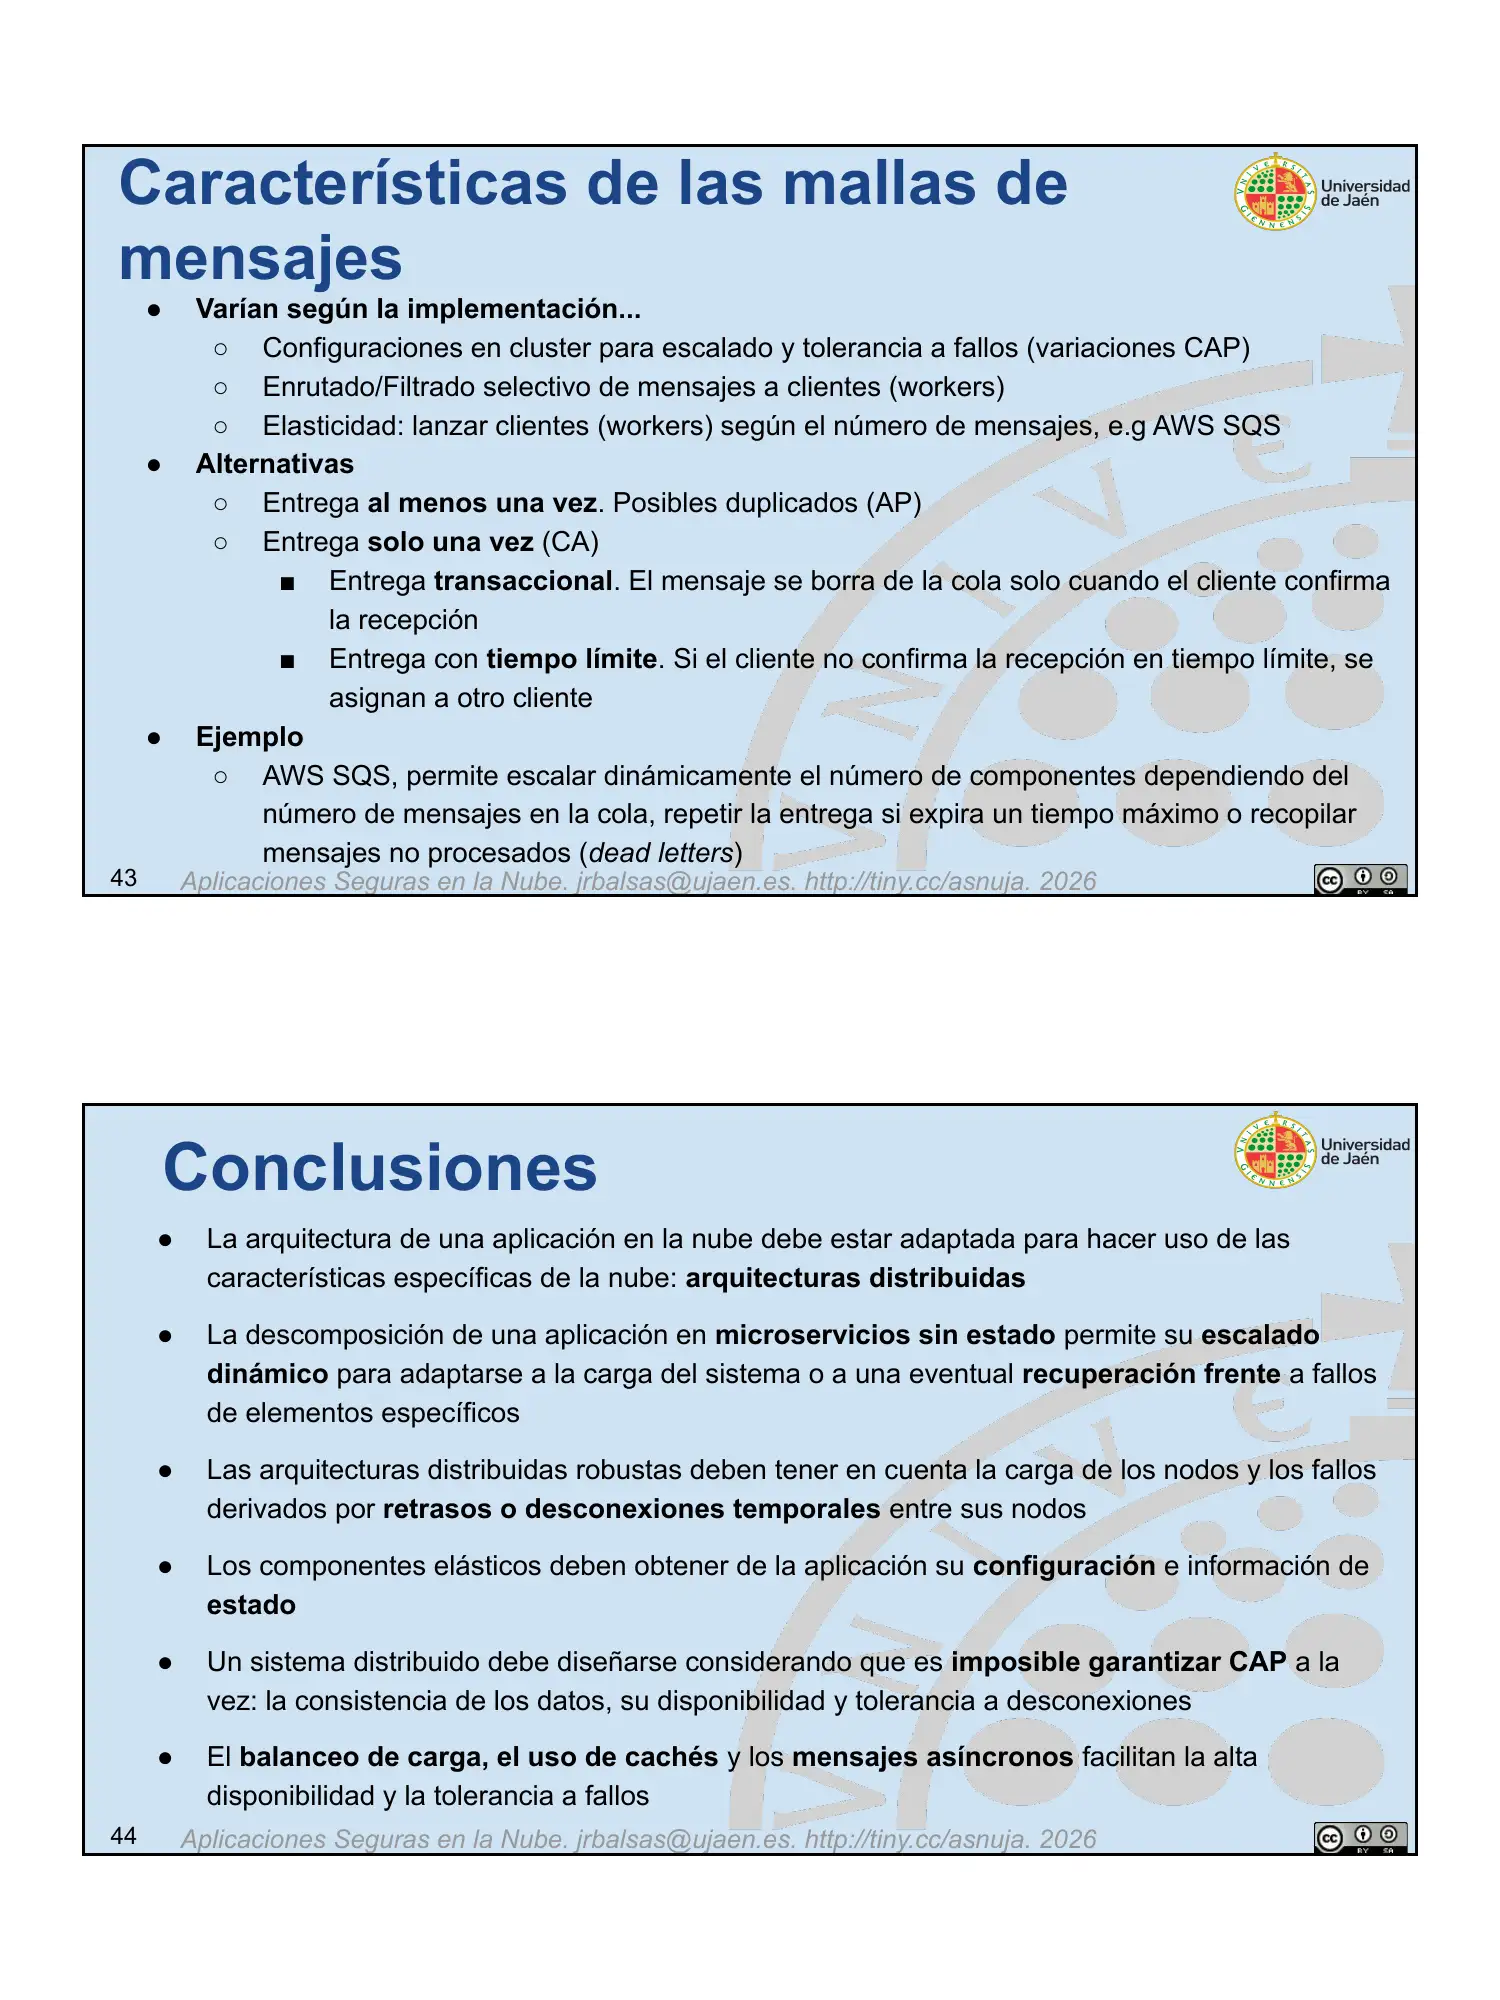 Características de las mallas de
mensajes
Universidad
de Jaén
● Varían según la implementación...
○ Configuraciones en cluster para escalado y tolerancia a fallos (variaciones CAP)
○ Enrutado/Filtrado selectivo de mensajes a clientes (workers)
○ Elasticidad: lanzar clientes (workers) según el número de mensajes, e.g AWS SQS
● Alternativas
○ Entrega al menos una vez. Posibles duplicados (AP)
○ Entrega solo una vez (CA)
■ Entrega transaccional. El mensaje se borra de la cola solo cuando el cliente confirma
la recepción
■ Entrega con tiempo límite. Si el cliente no confirma la recepción en tiempo límite, se
asignan a otro cliente
● Ejemplo
○ AWS SQS, permite escalar dinámicamente el número de componentes dependiendo del
número de mensajes en la cola, repetir la entrega si expira un tiempo máximo o recopilar
mensajes no procesados (dead letters)
43 Aplicaciones Seguras en la Nube. jrbalsas@ujaen.es. http://tiny.cc/asnuja. 2026
cc BY SA
Conclusiones
Universidad
de Jaén
● La arquitectura de una aplicación en la nube debe estar adaptada para hacer uso de las
características específicas de la nube: arquitecturas distribuidas
● La descomposición de una aplicación en microservicios sin estado permite su escalado
dinámico para adaptarse a la carga del sistema o a una eventual recuperación frente a fallos
de elementos específicos
● Las arquitecturas distribuidas robustas deben tener en cuenta la carga de los nodos y los fallos
derivados por retrasos o desconexiones temporales entre sus nodos
● Los componentes elásticos deben obtener de la aplicación su configuración e información de
estado
● Un sistema distribuido debe diseñarse considerando que es imposible garantizar CAP a la
vez: la consistencia de los datos, su disponibilidad y tolerancia a desconexiones
● El balanceo de carga, el uso de cachés y los mensajes asíncronos facilitan la alta
disponibilidad y la tolerancia a fallos
44 Aplicaciones Seguras en la Nube. jrbalsas@ujaen.es. http://tiny.cc/asnuja. 2026
cc BY SA